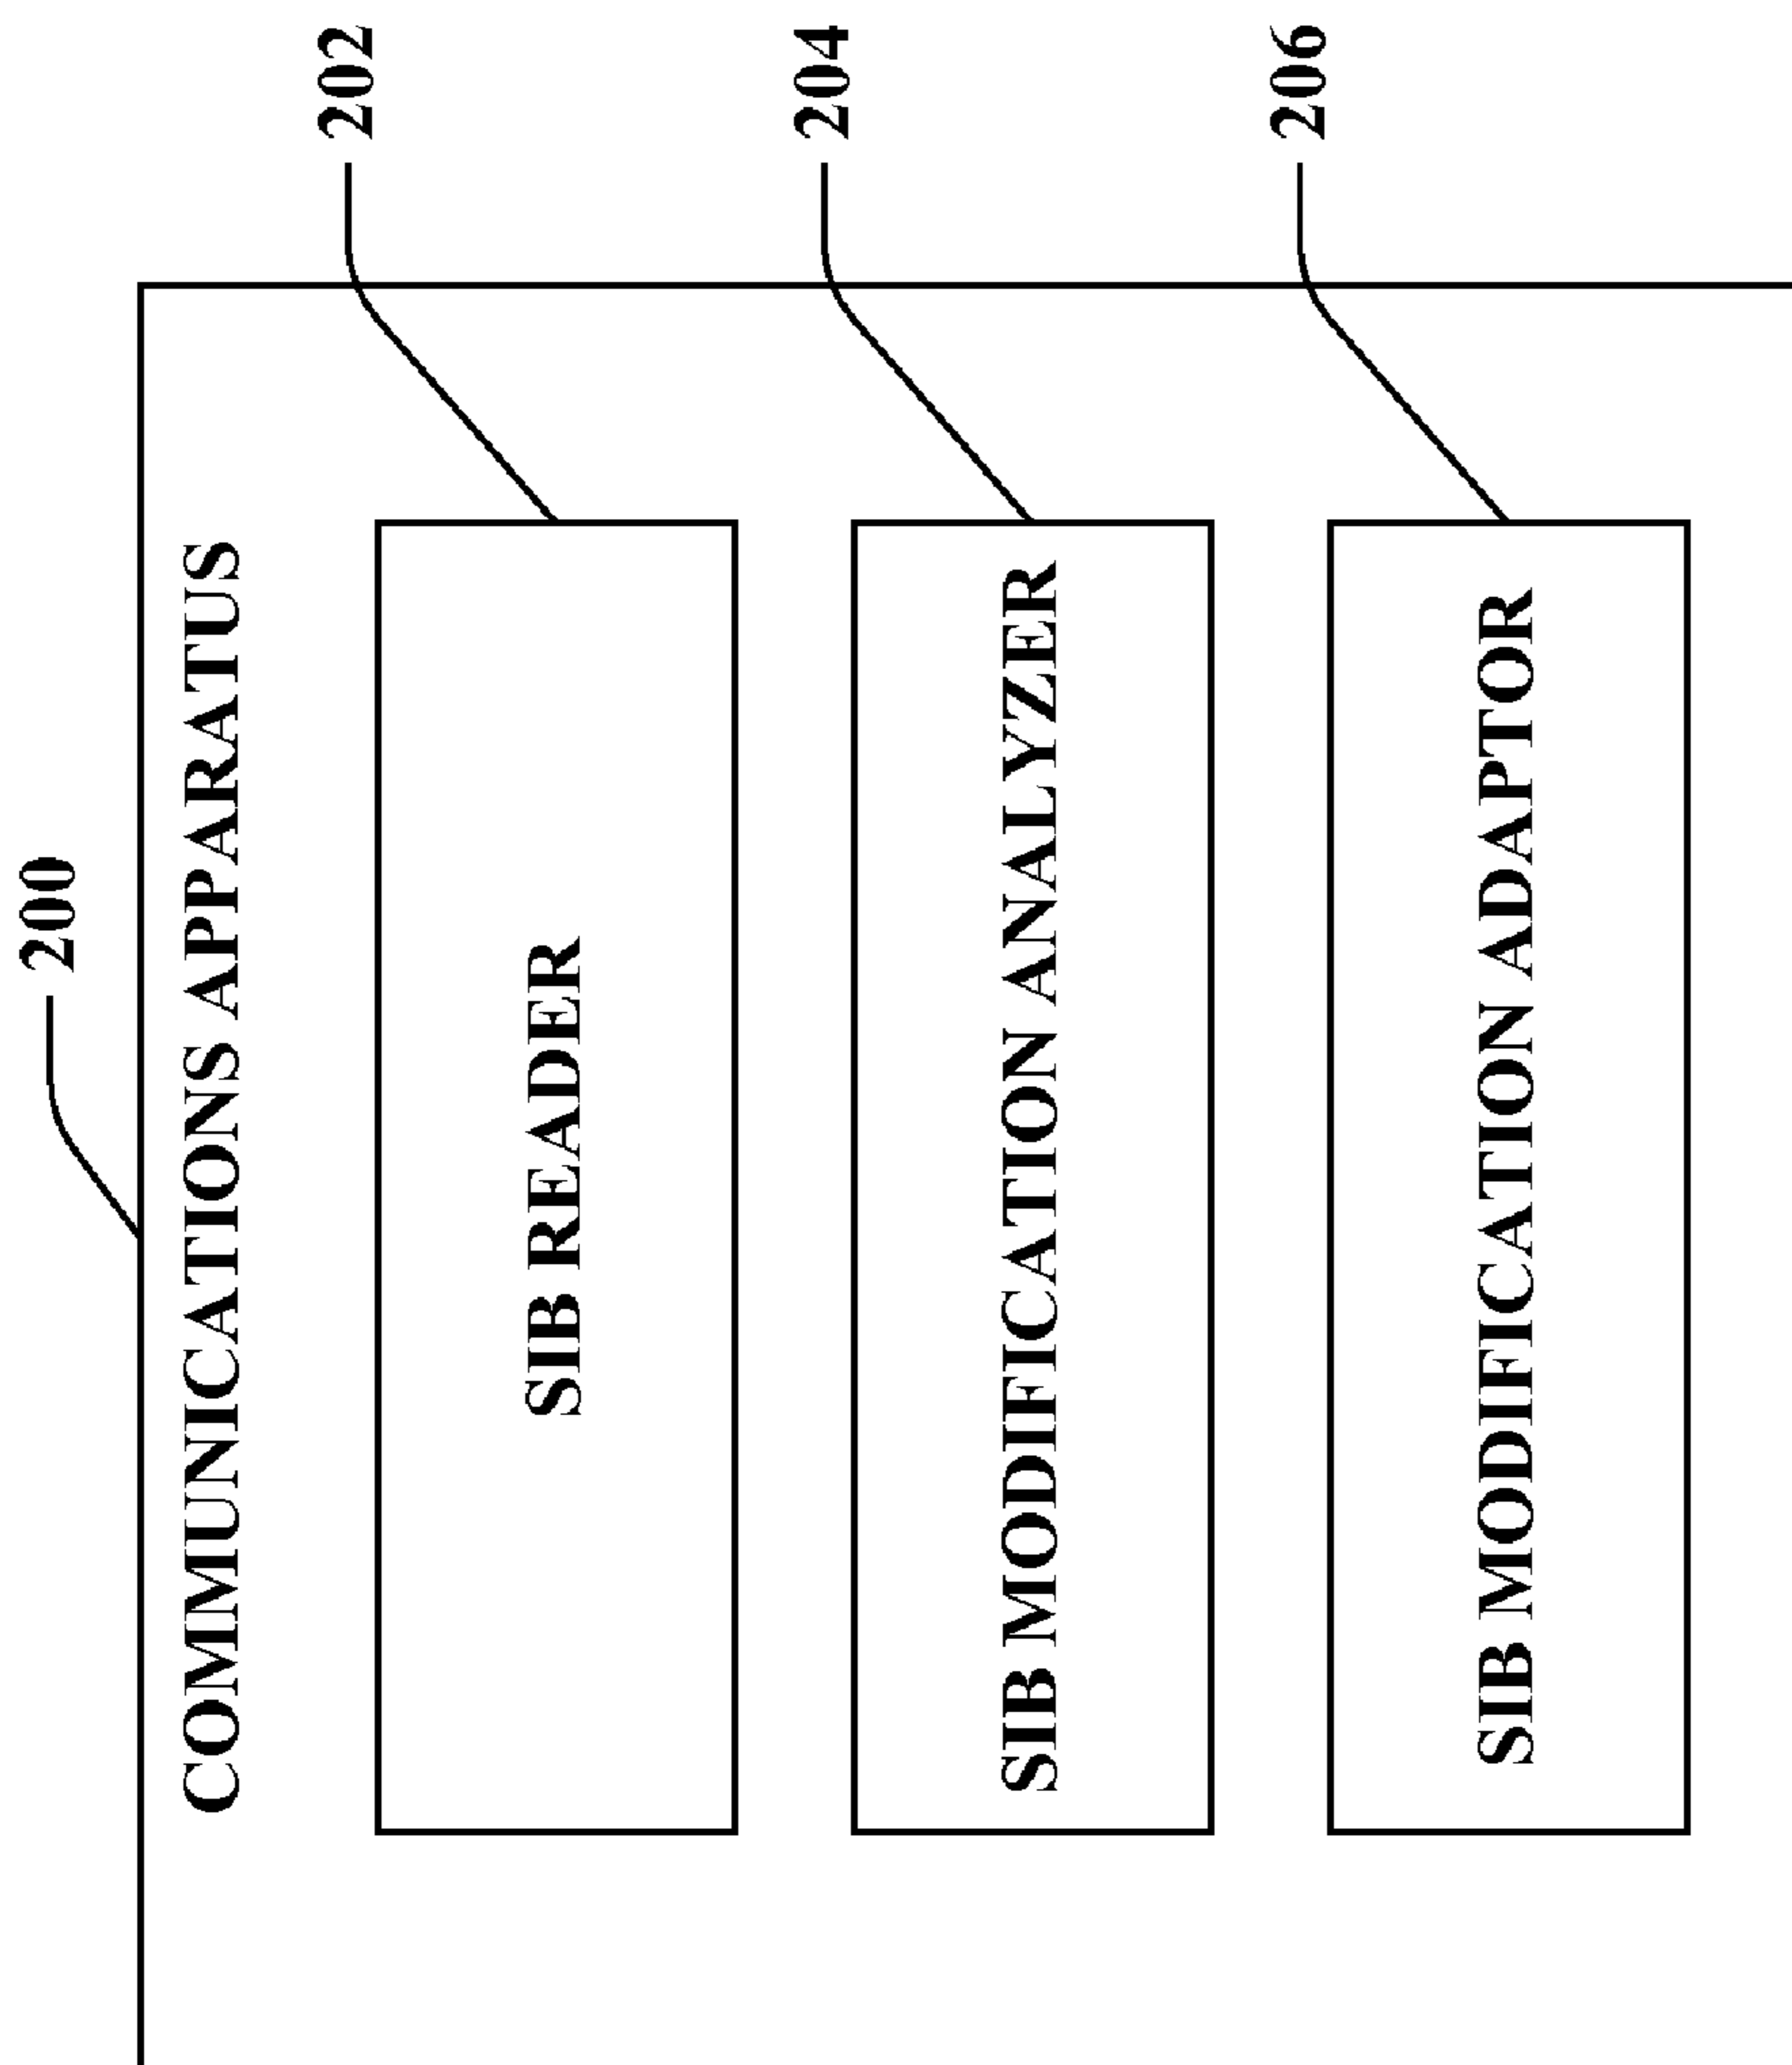 200
COMMUNICATIONS APPARATUS
202
SIB READER
204
SIB MODIFICATION ANALYZER
206
SIB MODIFICATION ADAPTOR